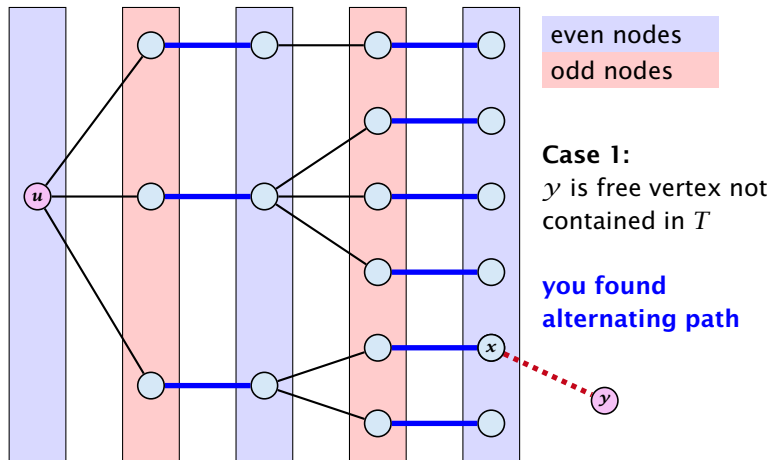 even nodes
odd nodes
Case 1:
y is free vertex not
contained in T
you found
alternating path
u
x
y